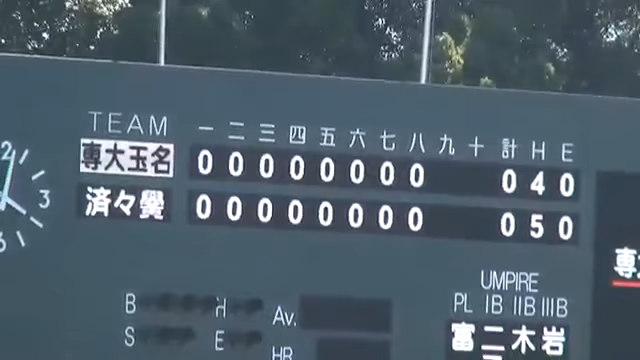 TEAM 一 二 三 四 五 六 七 八 九 十 計 H E
専大玉名 0 0 0 0 0 0 0 0 0 4 0
済々黌 0 0 0 0 0 0 0 0 0 5 0
2
3
UMPIRE
B H Av. PL IB IIB IIIB
S E HR 富 二 木 岩
専